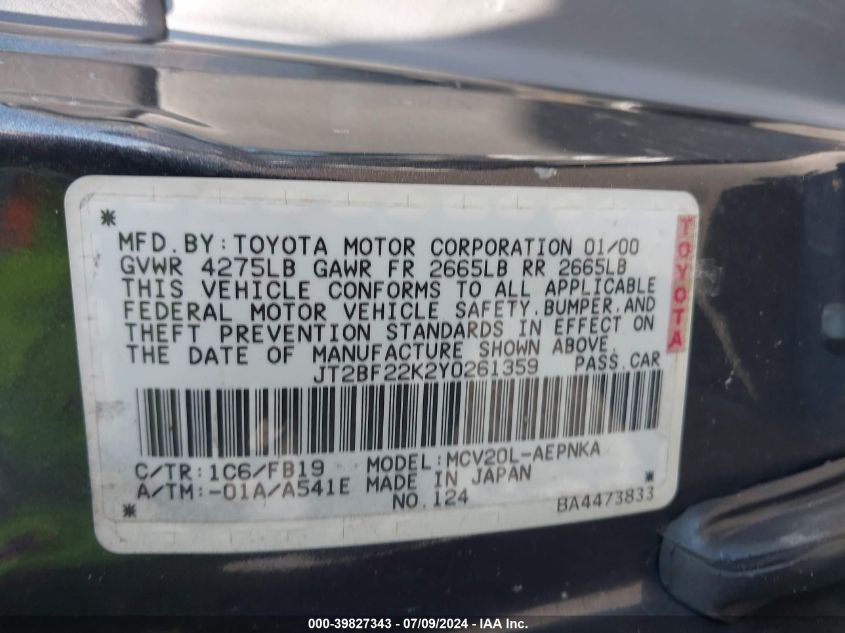 MFD.BY:TOYOTA MOTOR CORPORATION 01/00
GVWR 4275LB GAWR FR 2665LB RR 2665LB
THIS VEHICLE CONFORMS TO ALL APPLICABLE
FEDERAL MOTOR VEHICLE SAFETY,BUMPER,AND
THEFT PREVENTION STANDARDS IN EFFECT ON
THE DATE OF MANUFACTURE SHOWN ABOVE.
JT2BF22K2Y0261359 PASS.CAR
TOYOTA
C/TR:1C6/FB19 MODEL:MCV20L-AEPNKA
A/TM:-01A/A541E MADE IN JAPAN
NO.124 BA4473833
000-39827343 / 07/09/2024 - IAA Inc.